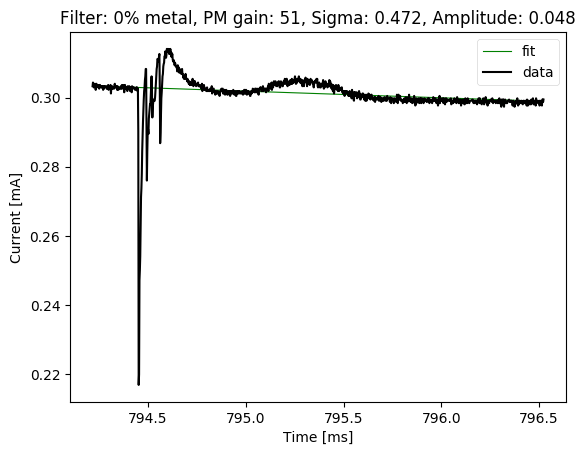 Filter: 0% metal, PM gain: 51, Sigma: 0.472, Amplitude: 0.048
fit
data
0.30
0.28
0.26
0.24
0.22
Current [mA]
794.5
795.0
795.5
796.0
796.5
Time [ms]